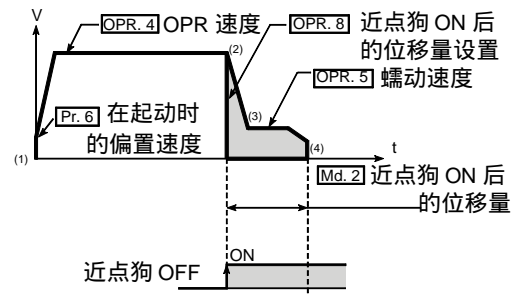 V
OPR. 4 OPR 速度
OPR. 8 近点狗 ON 后
的位移量设置
(2)
OPR. 5 蠕动速度
Pr. 6 在起动时
的偏置速度
(3)
(1)
(4)
t
Md. 2 近点狗 ON 后
的位移量
ON
近点狗 OFF